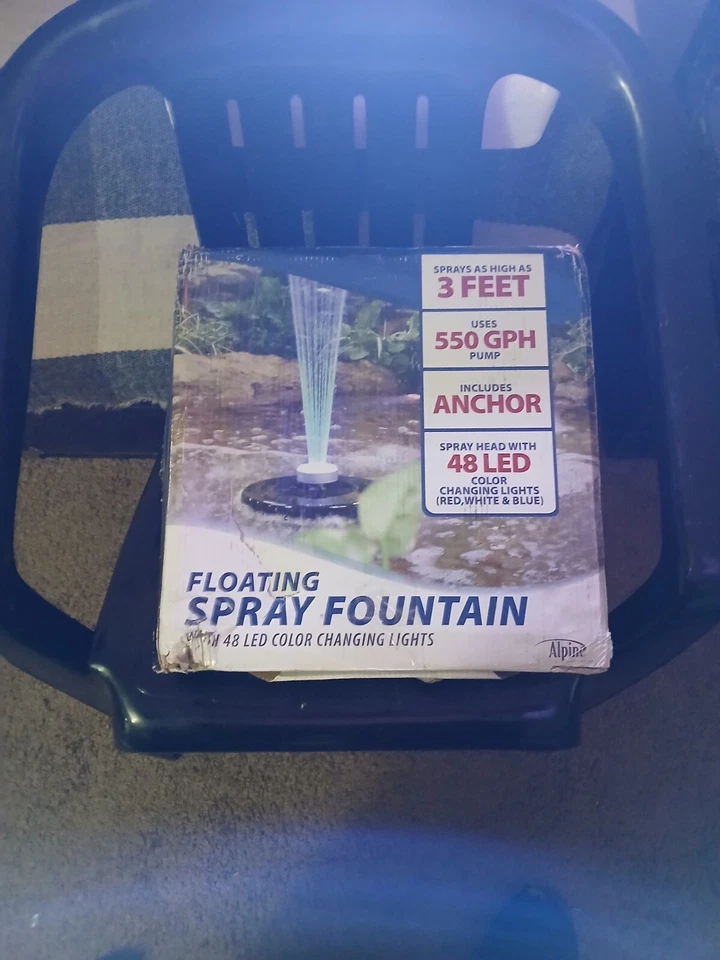 SPRAYS AS HIGH AS
3 FEET
USES
550 GPH
PUMP
INCLUDES
ANCHOR
SPRAY HEAD WITH
48 LED
COLOR
CHANGING LIGHTS
(RED,WHITE & BLUE)
FLOATING
SPRAY FOUNTAIN
48 LED COLOR CHANGING LIGHTS
Alpine